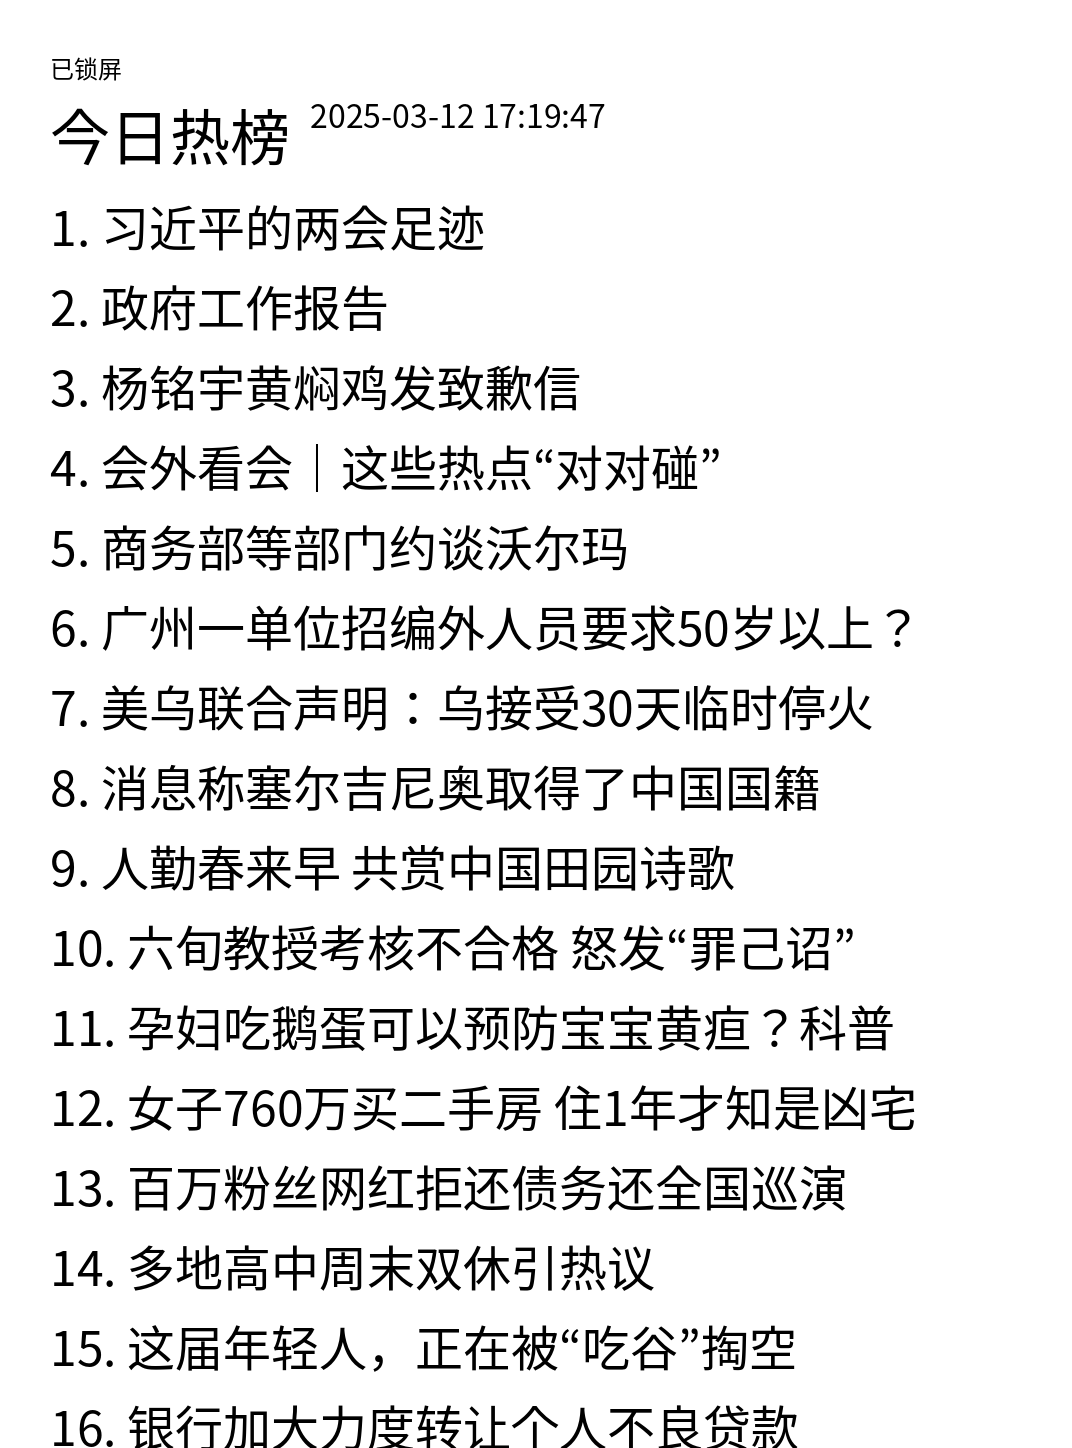 已锁屏
今日热榜 2025-03-12 17:19:47
1. 习近平的两会足迹
2. 政府工作报告
3. 杨铭宇黄焖鸡发致歉信
4. 会外看会｜这些热点“对对碰”
5. 商务部等部门约谈沃尔玛
6. 广州一单位招编外人员要求50岁以上？
7. 美乌联合声明：乌接受30天临时停火
8. 消息称塞尔吉尼奥取得了中国国籍
9. 人勤春来早 共赏中国田园诗歌
10. 六旬教授考核不合格 怒发“罪己诏”
11. 孕妇吃鹅蛋可以预防宝宝黄疸？科普
12. 女子760万买二手房 住1年才知是凶宅
13. 百万粉丝网红拒还债务还全国巡演
14. 多地高中周末双休引热议
15. 这届年轻人，正在被“吃谷”掏空
16. 银行加大力度转让个人不良贷款